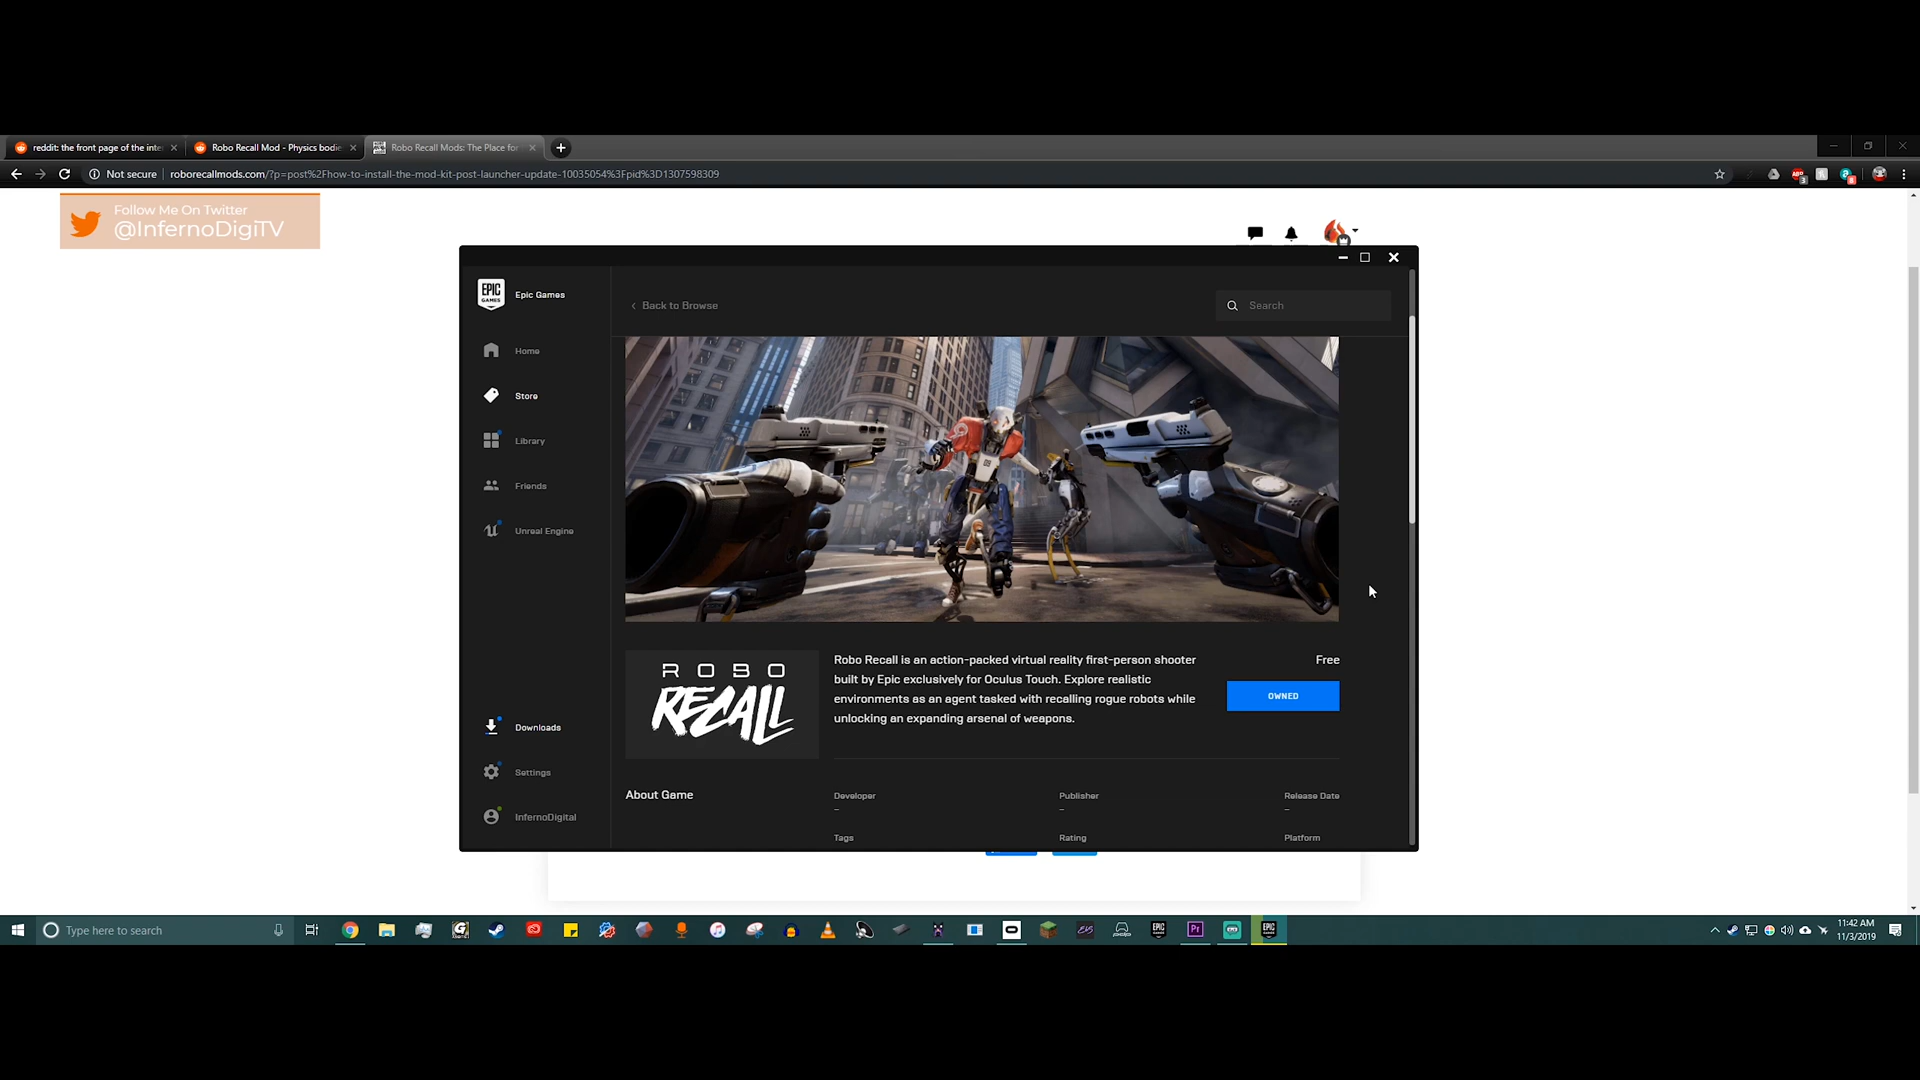 reddit: the front page of the inte
Robo Recall Mod - Physics bodie
Robo Recall Mods: The Place for
Not secure
roborecallmods.com/?p=post%2Fhow-to-install-the-mod-kit-post-launcher-update-10035054%3Fpid%3D1307598309
Follow Me On Twitter
@InfernoDigiTV
EPIC GAMES
Epic Games
Back to Browse
Search
Home
Store
Library
Friends
Unreal Engine
ROBO
RECALL
Robo Recall is an action-packed virtual reality first-person shooter
built by Epic exclusively for Oculus Touch. Explore realistic
environments as an agent tasked with recalling rogue robots while
unlocking an expanding arsenal of weapons.
Free
OWNED
Downloads
Settings
InfernoDigital
About Game
Developer
–
Publisher
–
Release Date
–
Tags
Rating
Platform
Type here to search
Pr
EPIC GAMES
11:42 AM
11/3/2019